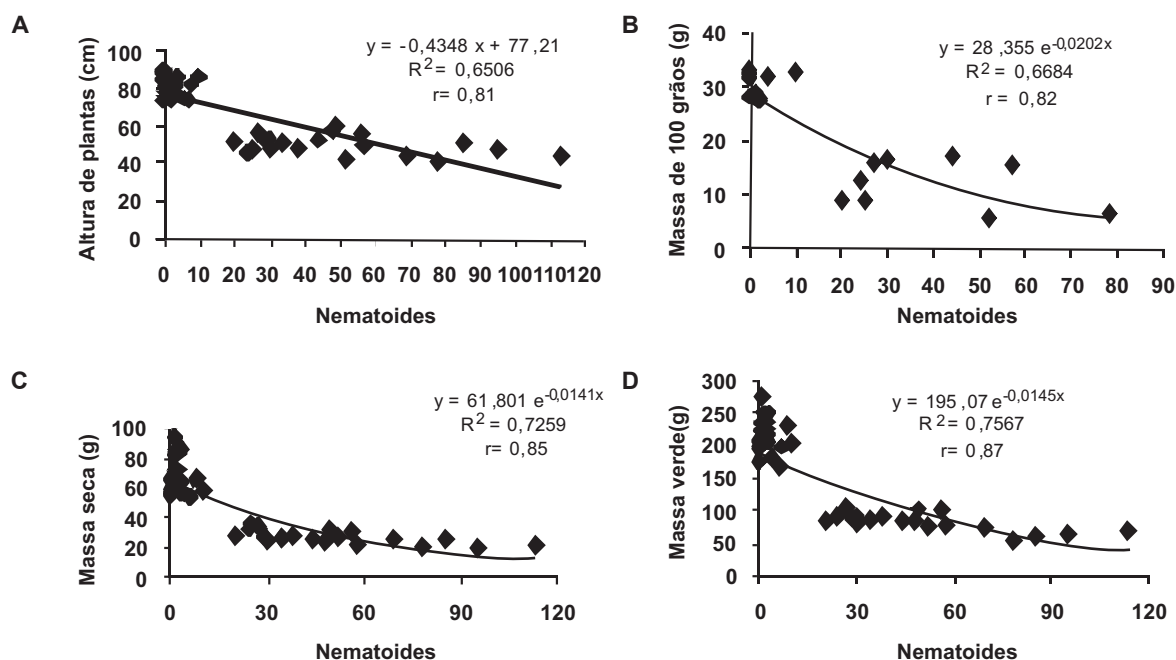 A
Altura de plantas (cm)
y = -0,4348 x + 77,21
R2 = 0,6506
r= 0,81
100
80
60
40
20
0
0 10 20 30 40 50 60 70 80 90 100110120
Nematoides
B
Massa de 100 grãos (g)
y = 28 ,355 e-0,0202x
R2 = 0,6684
r = 0,82
40
30
20
10
0
0 10 20 30 40 50 60 70 80 90
Nematoides
C
Massa seca (g)
y = 61 ,801 e-0,0141x
R2 = 0,7259
r= 0,85
100
80
60
40
20
0
0 30 60 90 120
Nematoides
D
Massa verde(g)
y = 195 ,07 e-0,0145x
R2 = 0,7567
r= 0,87
300
250
200
150
100
50
0
0 30 60 90 120
Nematoides